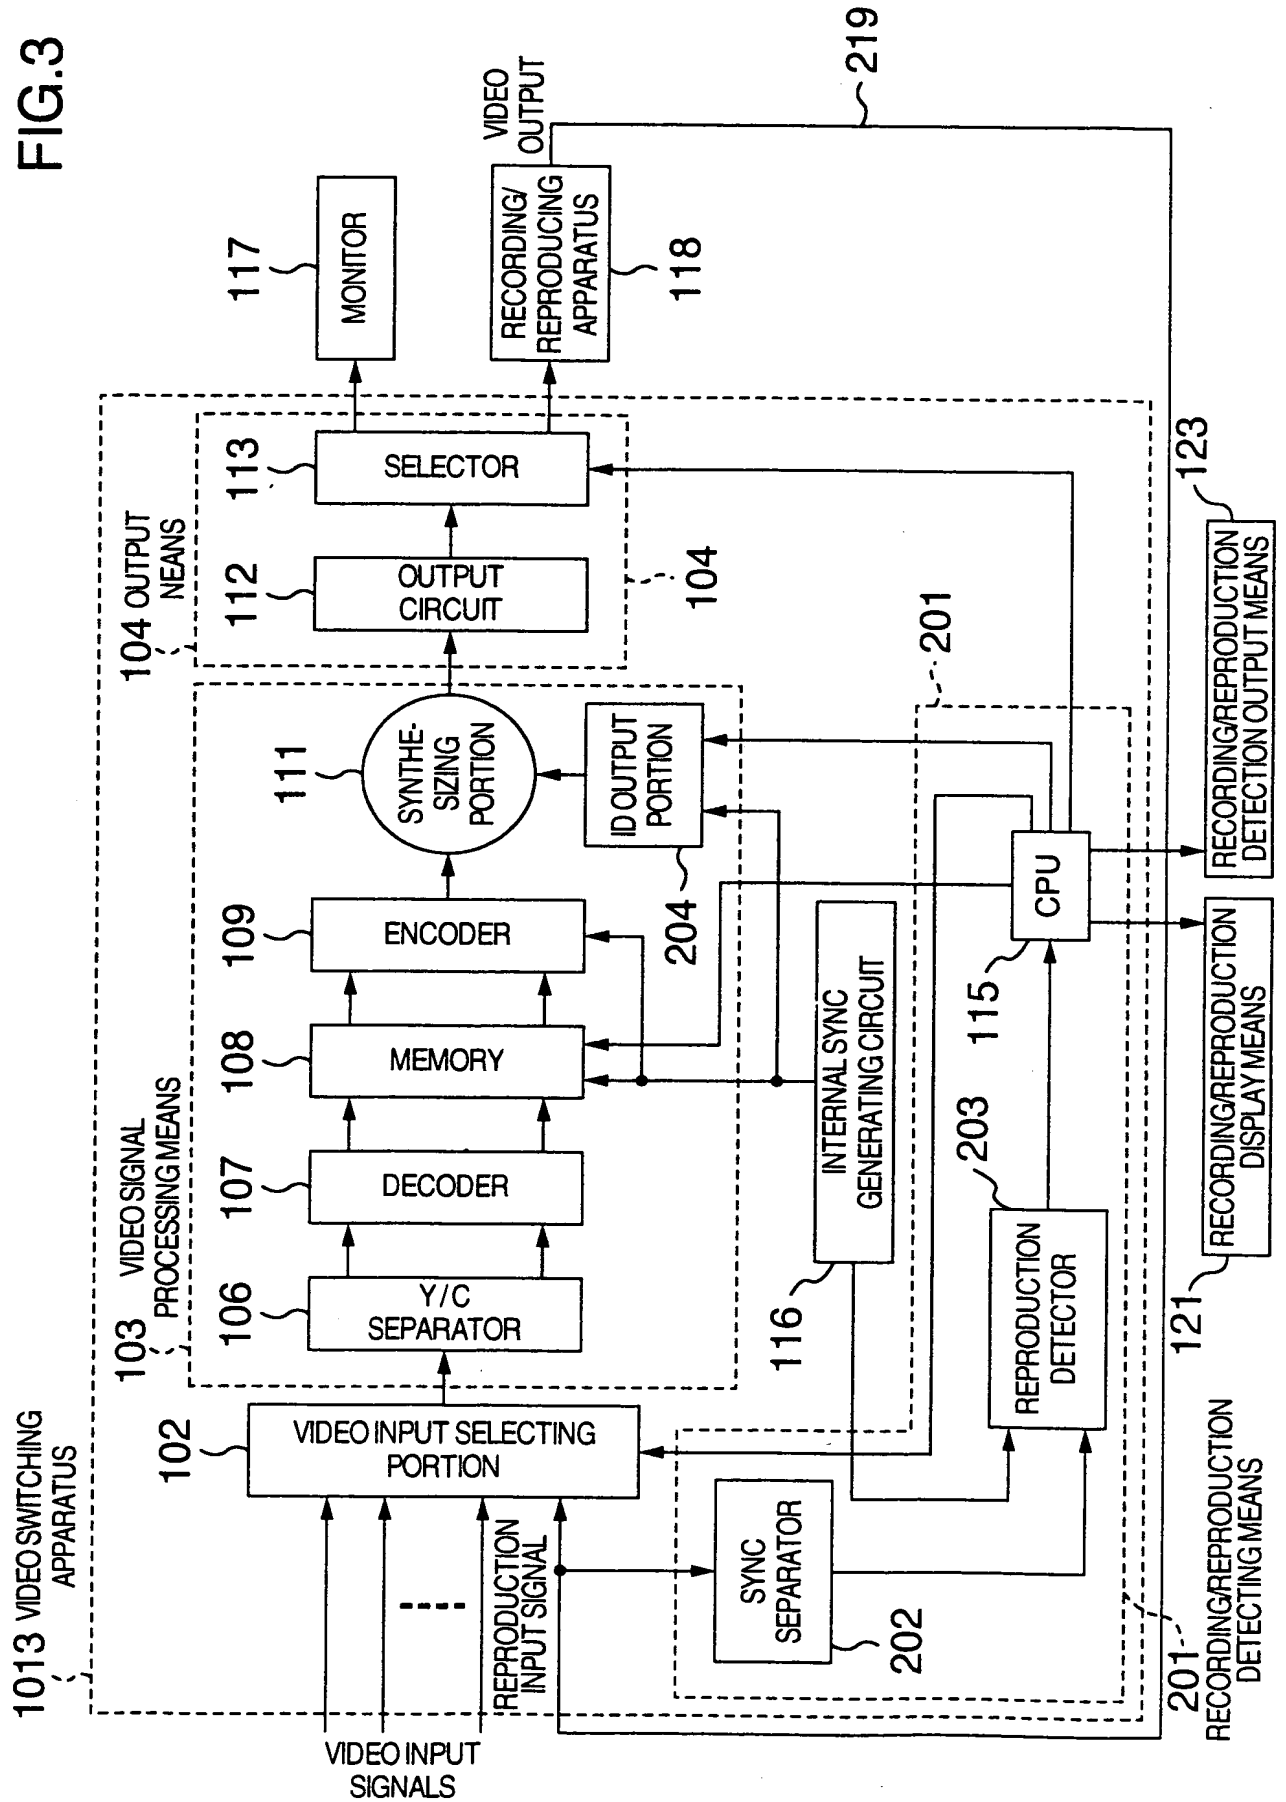 FIG.3
1013 VIDEO SWITCHING
APPARATUS
103
VIDEO SIGNAL
PROCESSING MEANS
104 OUTPUT
NEANS
102
VIDEO INPUT SELECTING
PORTION
106
Y/C
SEPARATOR
107
DECODER
108
MEMORY
109
ENCODER
111
SYNTHE-
SIZING
PORTION
112
OUTPUT
CIRCUIT
113
SELECTOR
117
MONITOR
VIDEO INPUT
SIGNALS
REPRODUCTION
INPUT SIGNAL
ID OUTPUT
PORTION
204
104
RECORDING/
REPRODUCING
APPARATUS
118
VIDEO
OUTPUT
219
SYNC
SEPARATOR
202
116
INTERNAL SYNC
GENERATING CIRCUIT
201
REPRODUCTION
DETECTOR
203
115
CPU
201
RECORDING/REPRODUCTION
DETECTING MEANS
121
RECORDING/REPRODUCTION
DISPLAY MEANS
123
RECORDING/REPRODUCTION
DETECTION OUTPUT MEANS